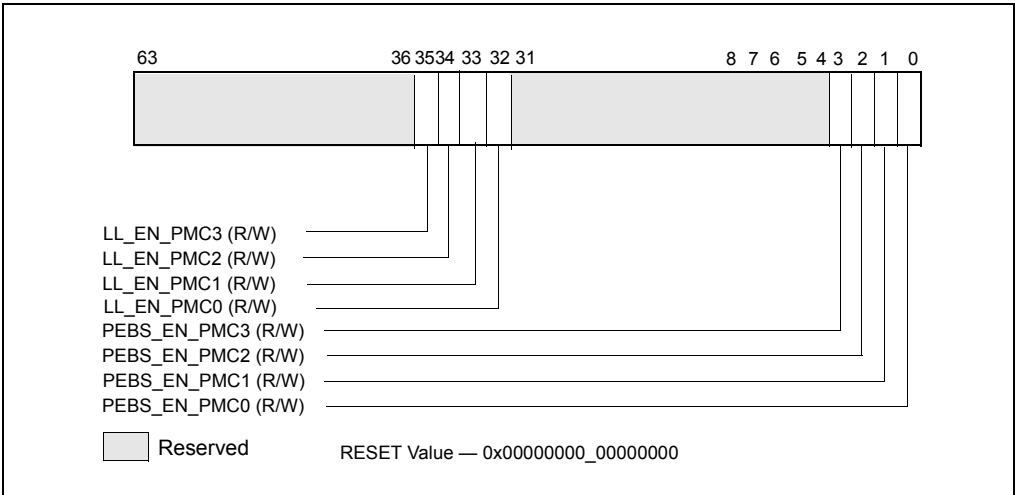 63 36 35 34 33 32 31 8 7 6 5 4 3 2 1 0
LL_EN_PMC3 (R/W)
LL_EN_PMC2 (R/W)
LL_EN_PMC1 (R/W)
LL_EN_PMC0 (R/W)
PEBS_EN_PMC3 (R/W)
PEBS_EN_PMC2 (R/W)
PEBS_EN_PMC1 (R/W)
PEBS_EN_PMC0 (R/W)
Reserved RESET Value — 0x00000000_00000000